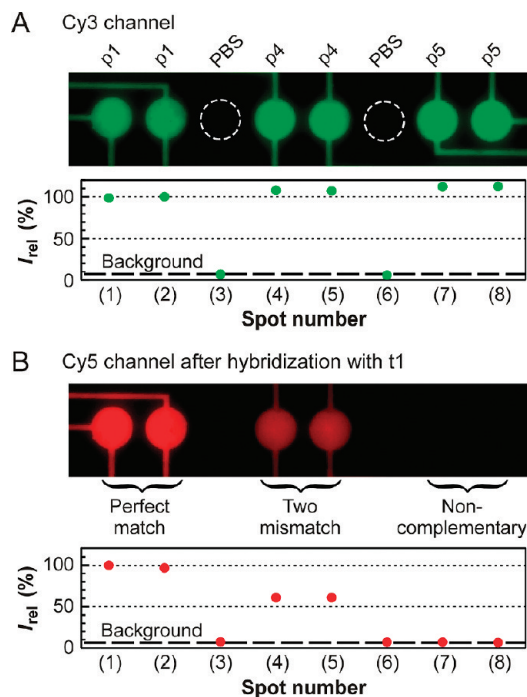 A
Cy3 channel
p1 p1 PBS p4 p4 PBS p5 p5
100
50
0
Irel (%)
Background
(1) (2) (3) (4) (5) (6) (7) (8)
Spot number
B Cy5 channel after hybridization with t1
Perfect match
Two mismatch
Non-complementary
100
50
0
Irel (%)
Background
(1) (2) (3) (4) (5) (6) (7) (8)
Spot number